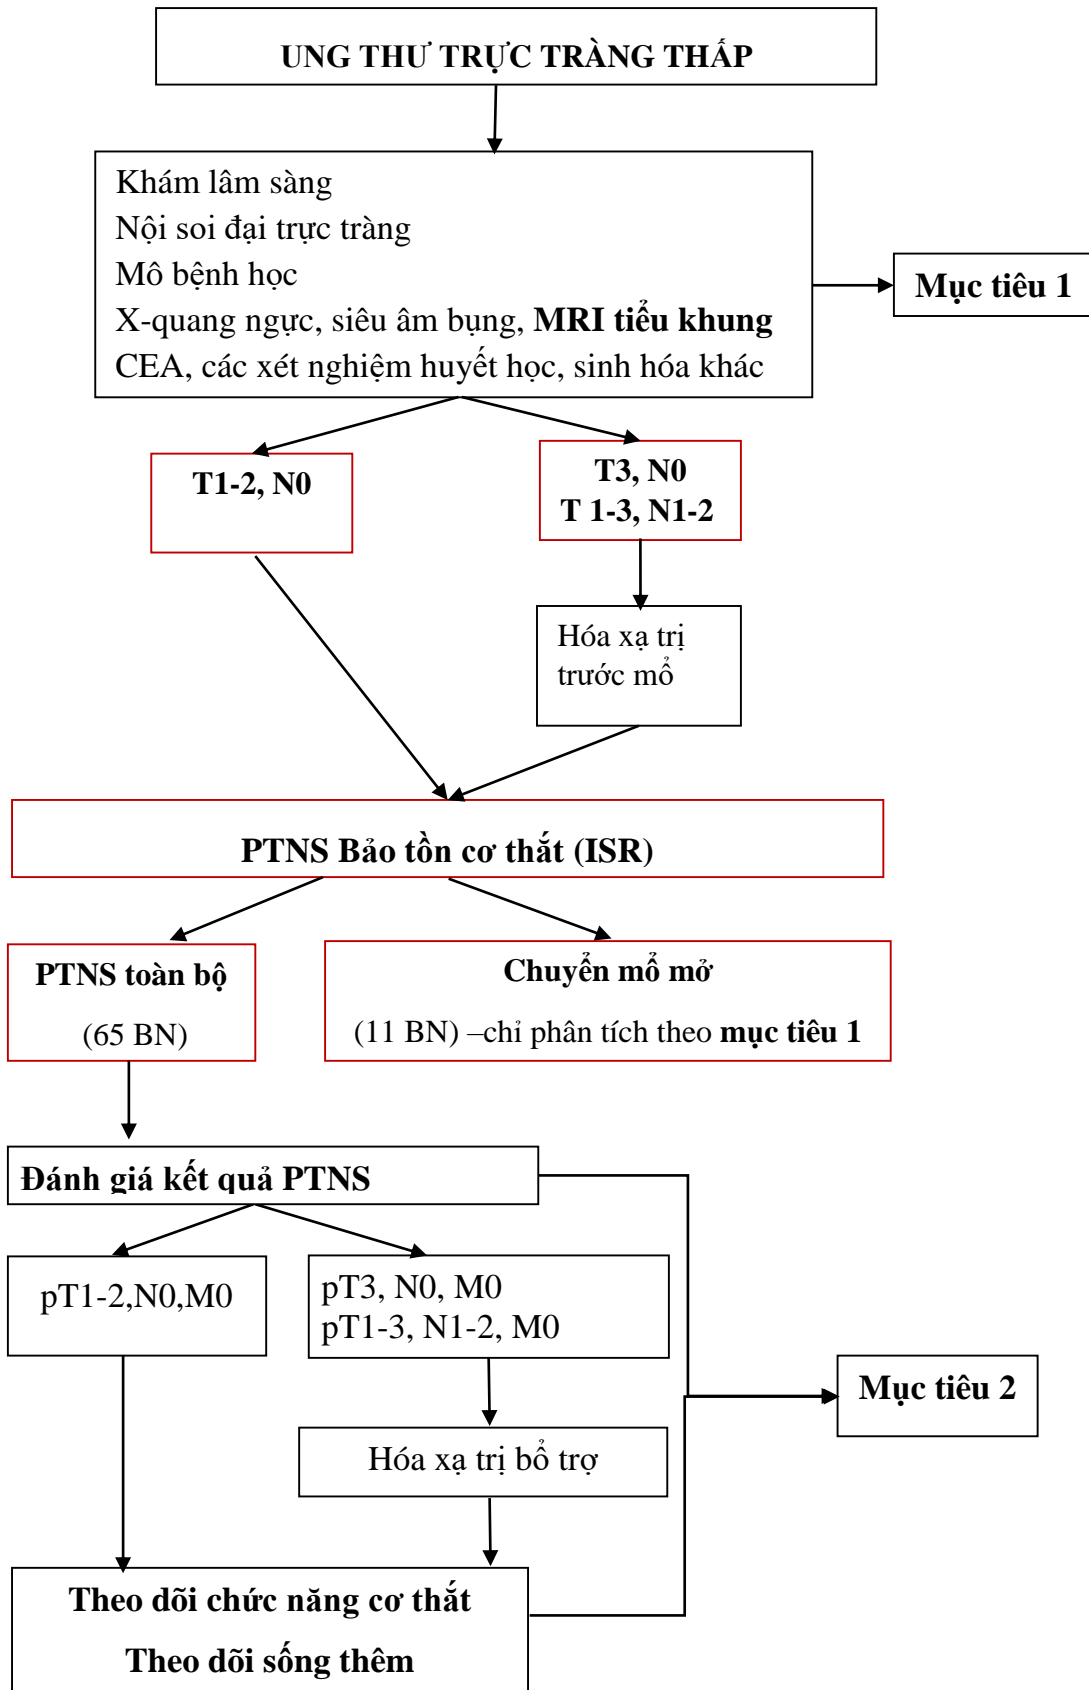 UNG THƯ TRỰC TRÀNG THẤP
Khám lâm sàng
Nội soi đại trực tràng
Mô bệnh học
X-quang ngực, siêu âm bụng, MRI tiểu khung
CEA, các xét nghiệm huyết học, sinh hóa khác
Mục tiêu 1
T1-2, N0
T3, N0
T 1-3, N1-2
Hóa xạ trị
trước mổ
PTNS Bảo tồn cơ thắt (ISR)
PTNS toàn bộ
(65 BN)
Chuyển mổ mở
(11 BN) –chỉ phân tích theo mục tiêu 1
Đánh giá kết quả PTNS
pT1-2,N0,M0
pT3, N0, M0
pT1-3, N1-2, M0
Mục tiêu 2
Hóa xạ trị bổ trợ
Theo dõi chức năng cơ thắt
Theo dõi sống thêm